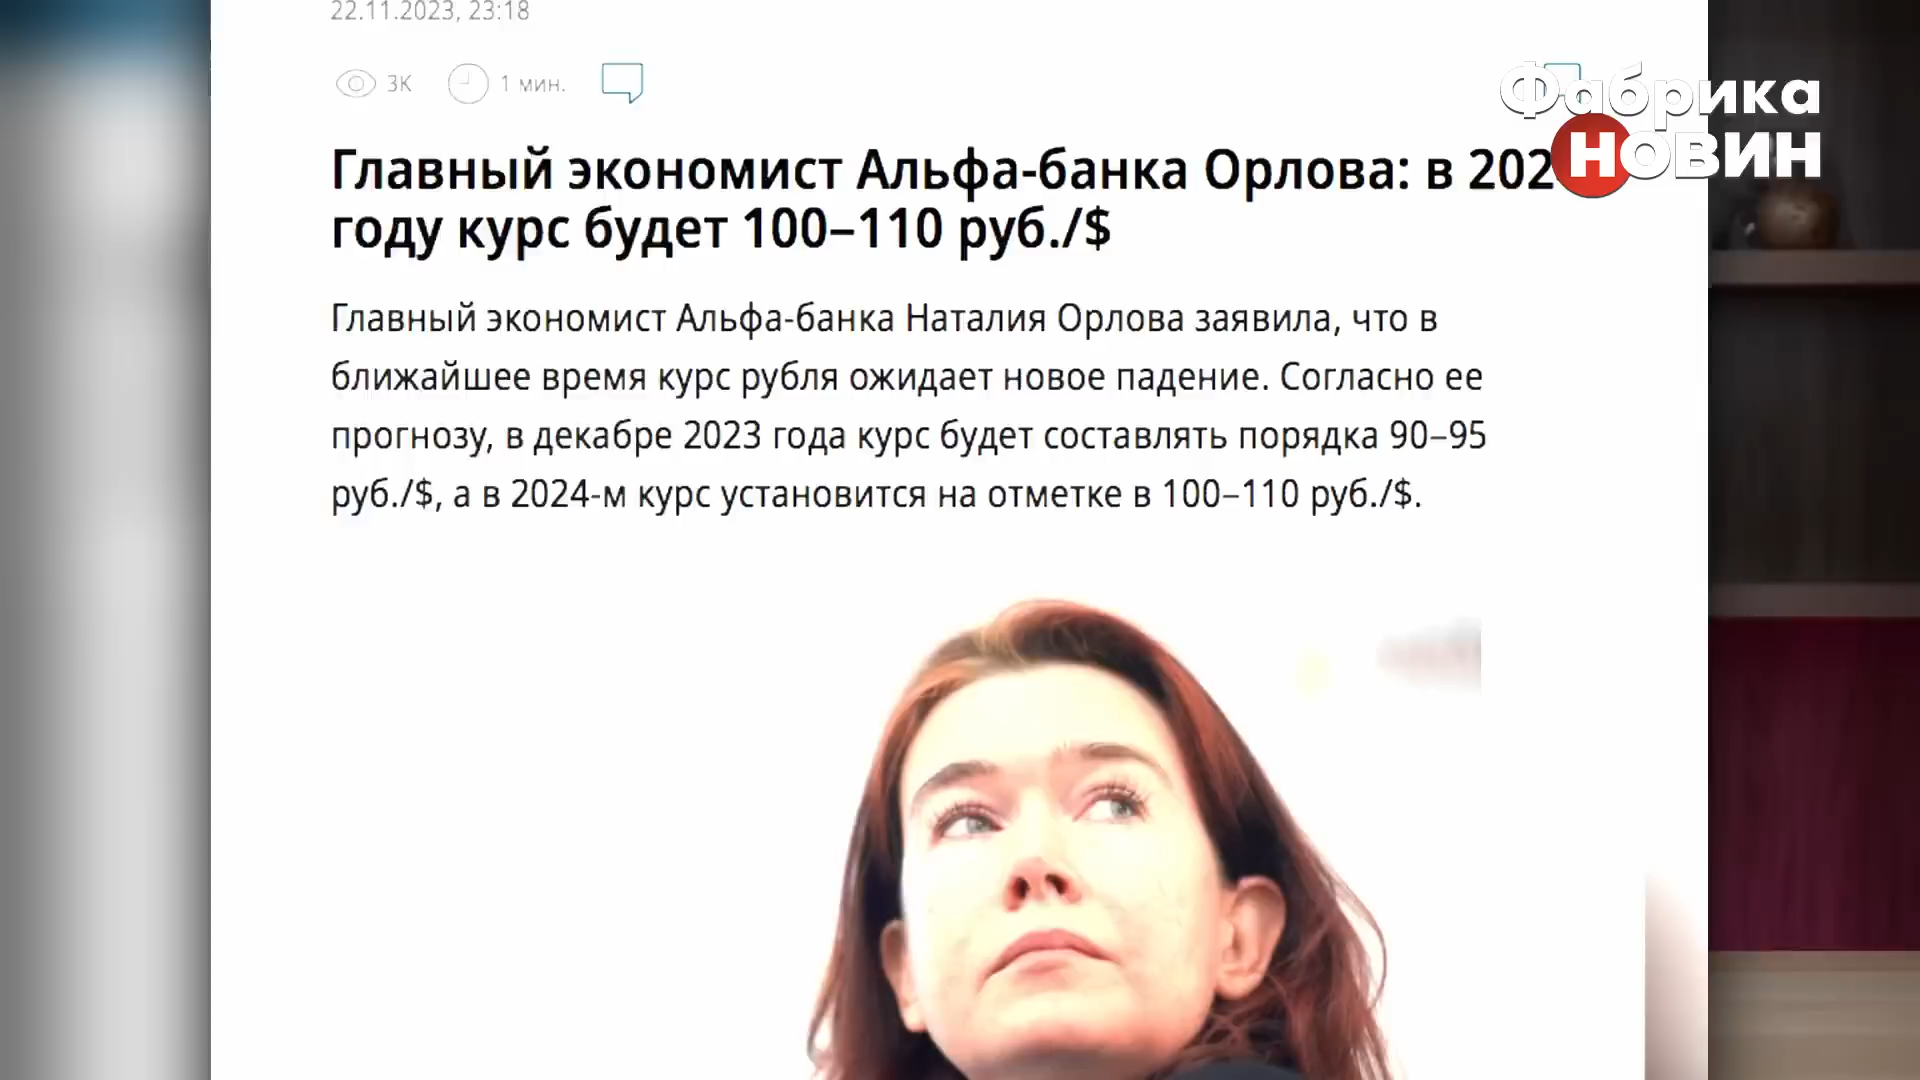 22.11.2023, 23:18
3K
1 мин.
Фабрика
новин
Главный экономист Альфа-банка Орлова: в 202
году курс будет 100–110 руб./$
Главный экономист Альфа-банка Наталия Орлова заявила, что в
ближайшее время курс рубля ожидает новое падение. Согласно ее
прогнозу, в декабре 2023 года курс будет составлять порядка 90–95
руб./$, а в 2024-м курс установится на отметке в 100–110 руб./$.